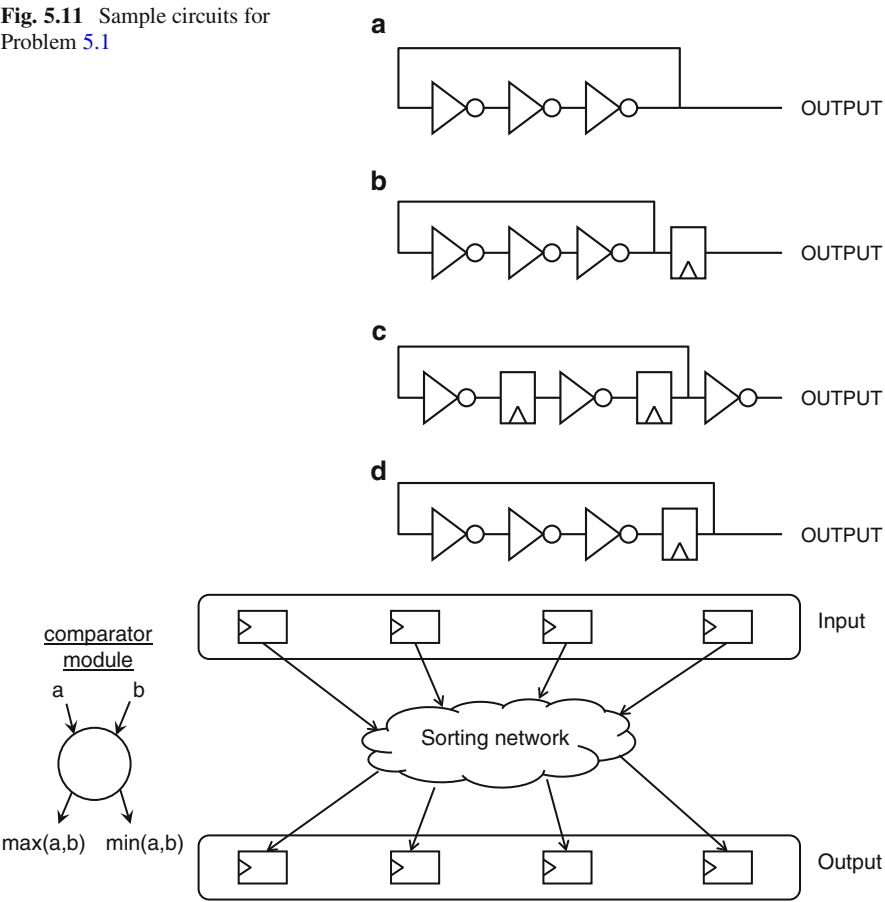 Fig. 5.11 Sample circuits for
Problem 5.1
a
OUTPUT
b
OUTPUT
c
OUTPUT
d
OUTPUT
Input
comparator
module
a b
Sorting network
max(a,b) min(a,b)
Output